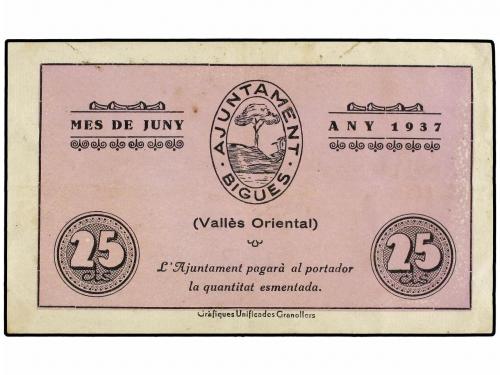 MES DE JUNY
AJUNTAMENT
· BIGUES ·
ANY 1937
(Vallès Oriental)
25
cts
L'Ajuntament pagarà al portador
la quantitat esmentada.
25
cts
Gràfiques Unificades Granollers